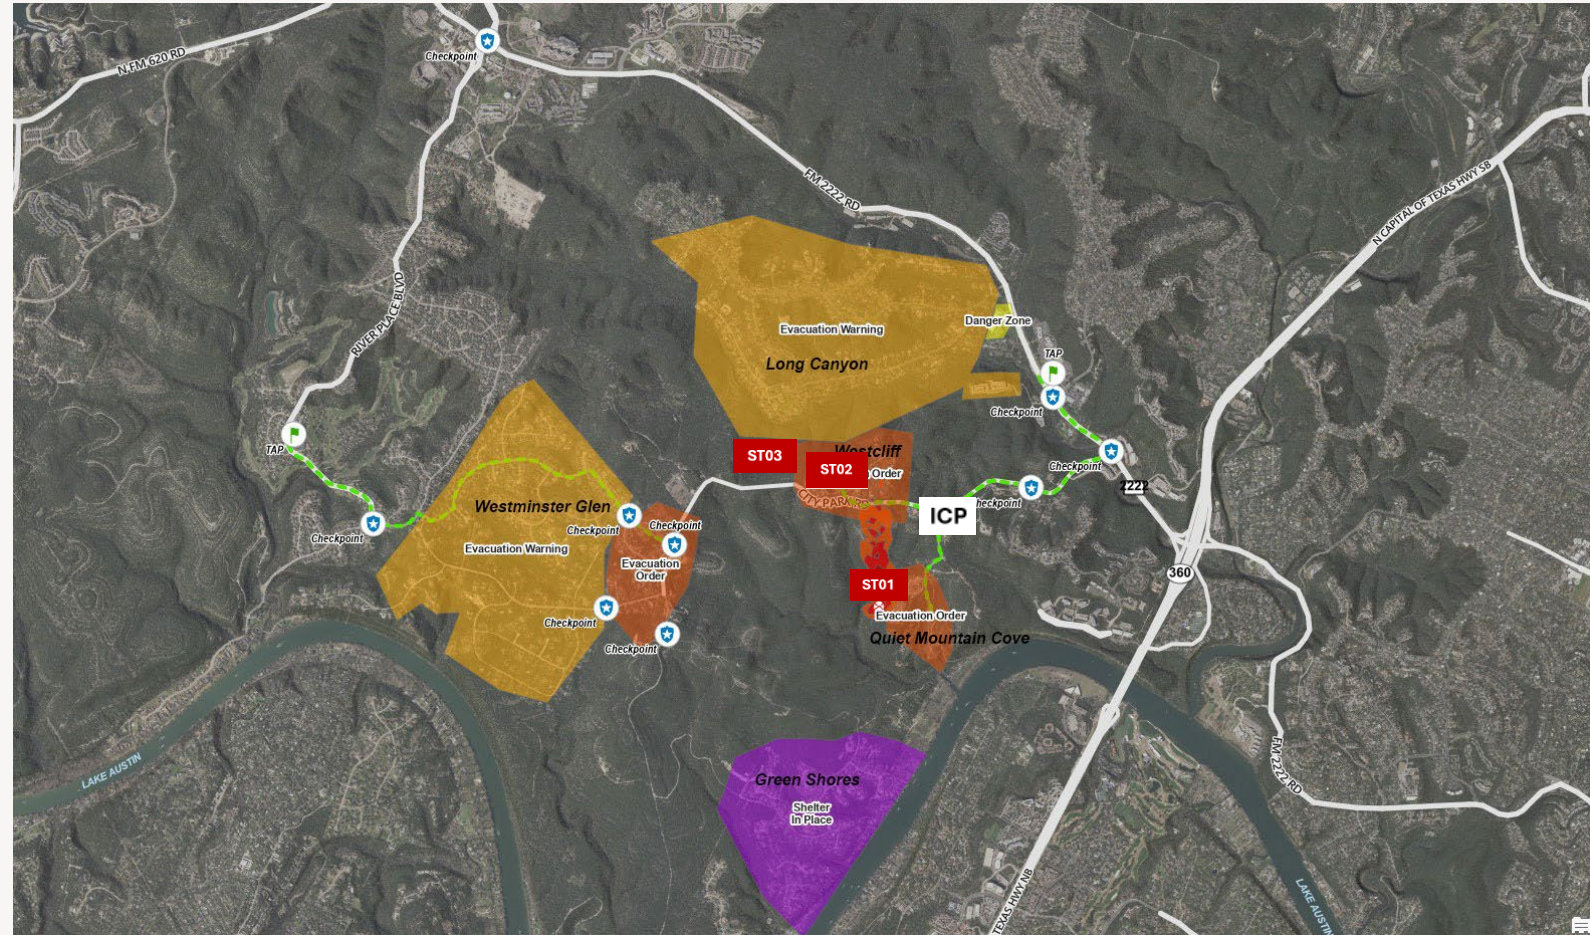 N FM 620 RD
Checkpoint
FM 2222 RD
N CAPITAL OF TEXAS HWY SB
RIVER PLACE BLVD
Danger Zone
Evacuation Warning
Long Canyon
TAP
Checkpoint
TAP
Westcliff
ST03
ST02
Order
Checkpoint
2222
CITY PARK RD
Checkpoint
ICP
Westminster Glen
Checkpoint
Checkpoint
Checkpoint
Evacuation Warning
Evacuation
Order
360
ST01
Evacuation Order
Checkpoint
Quiet Mountain Cove
Checkpoint
LAKE AUSTIN
Green Shores
Shelter
In Place
FM 2222 RD
TEXAS HWY NB
LAKE AUSTIN